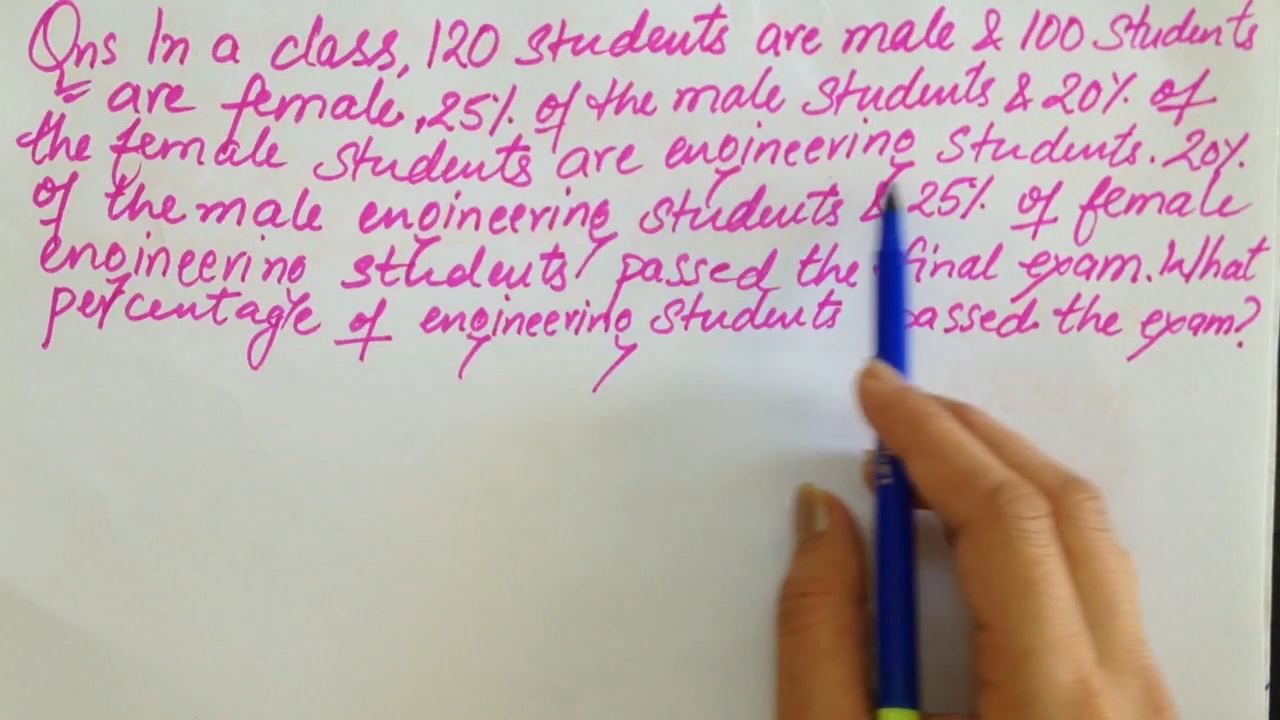 Qns In a class, 120 students are male & 100 students
are female. 25% of the male students & 20% of
the female students are engineering students. 20%
of the male engineering students & 25% of female
engineering students passed the final exam. What
percentage of engineering students passed the exam?